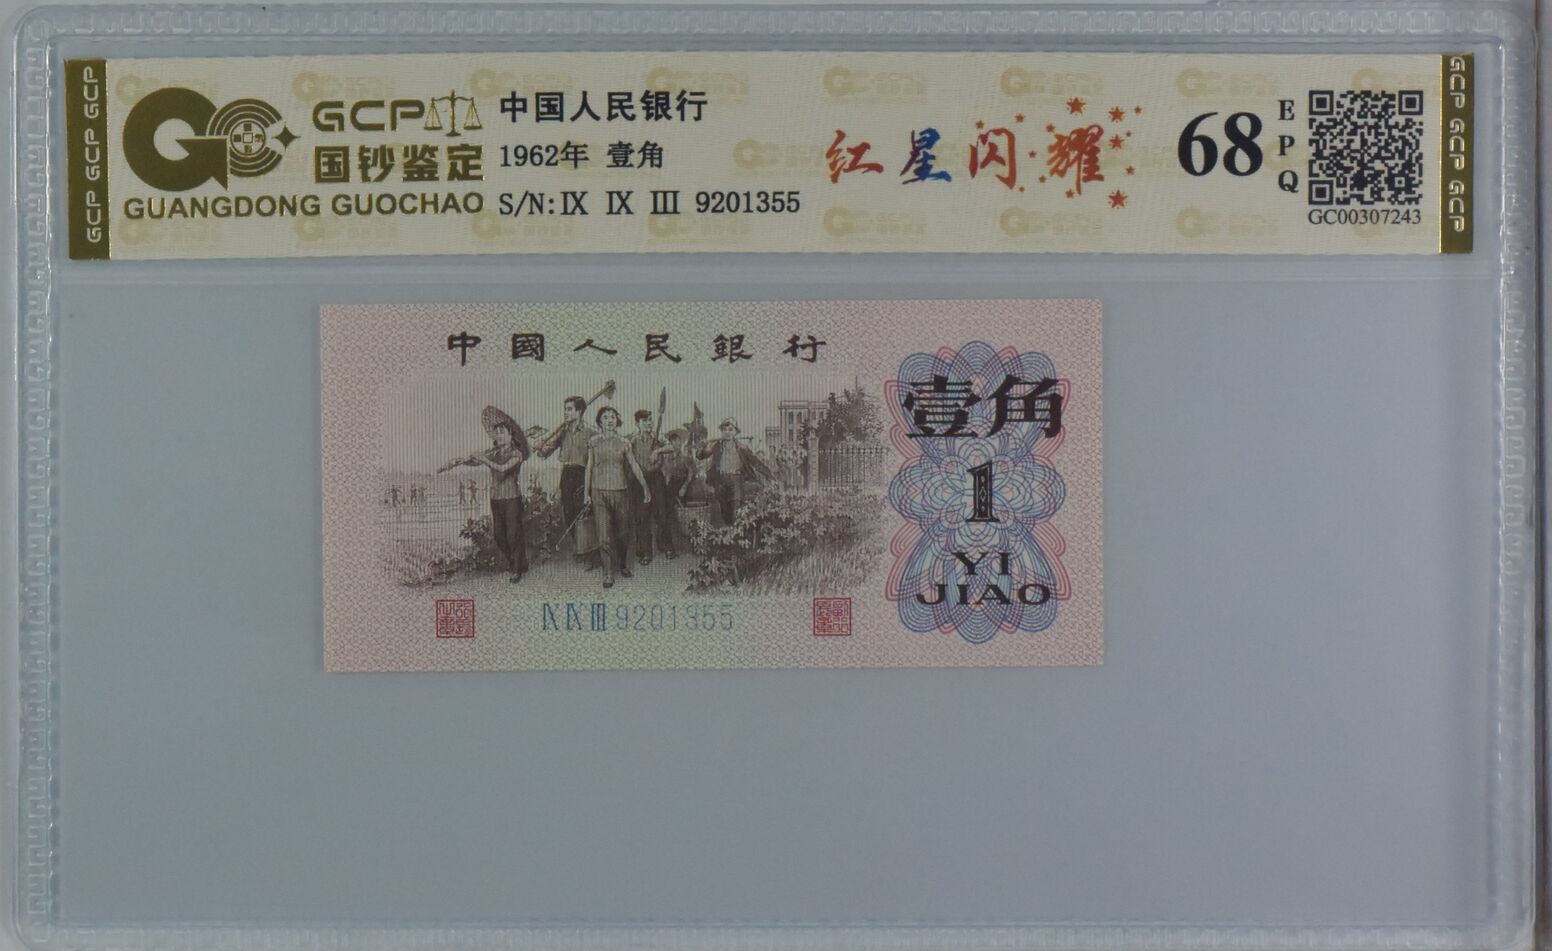 GCP GCP GCP
GCP
国钞鉴定
GUANGDONG GUOCHAO
中国人民银行
1962年 壹角
S/N:Ⅸ Ⅸ Ⅲ 9201355
红星闪耀
68
EPQ
GC00307243
GCP GCP GCP
中國人民銀行
壹角
1
YI
JIAO
ⅨⅨⅢ 9201355